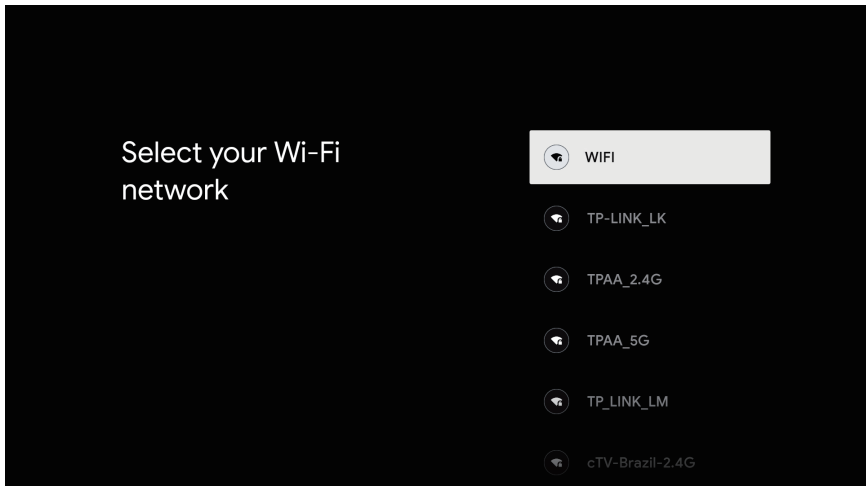 Select your Wi-Fi
network
WIFI
TP-LINK_LK
TPAA_2.4G
TPAA_5G
TP_LINK_LM
cTV-Brazil-2.4G